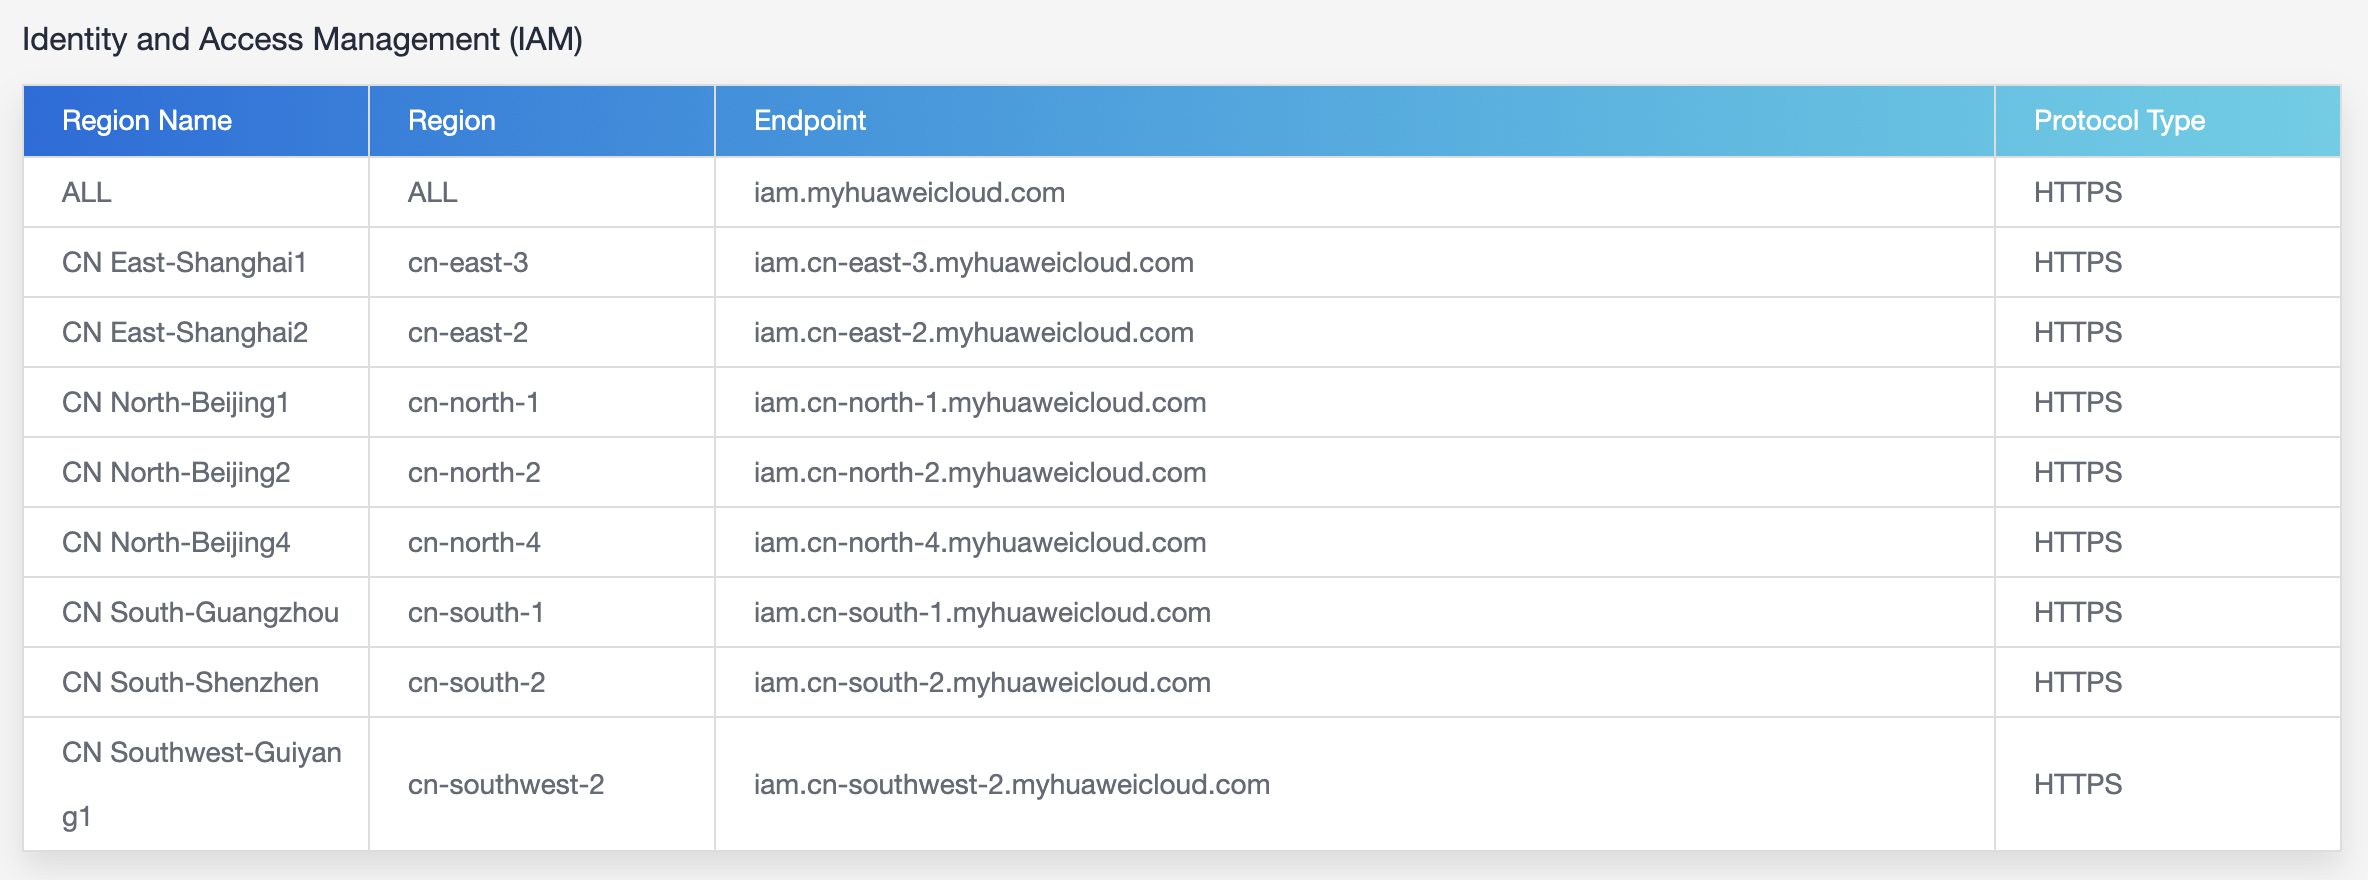 Identity and Access Management (IAM)
Region Name Region Endpoint Protocol Type
ALL ALL iam.myhuaweicloud.com HTTPS
CN East-Shanghai1 cn-east-3 iam.cn-east-3.myhuaweicloud.com HTTPS
CN East-Shanghai2 cn-east-2 iam.cn-east-2.myhuaweicloud.com HTTPS
CN North-Beijing1 cn-north-1 iam.cn-north-1.myhuaweicloud.com HTTPS
CN North-Beijing2 cn-north-2 iam.cn-north-2.myhuaweicloud.com HTTPS
CN North-Beijing4 cn-north-4 iam.cn-north-4.myhuaweicloud.com HTTPS
CN South-Guangzhou cn-south-1 iam.cn-south-1.myhuaweicloud.com HTTPS
CN South-Shenzhen cn-south-2 iam.cn-south-2.myhuaweicloud.com HTTPS
CN Southwest-Guiyan
g1
cn-southwest-2 iam.cn-southwest-2.myhuaweicloud.com HTTPS